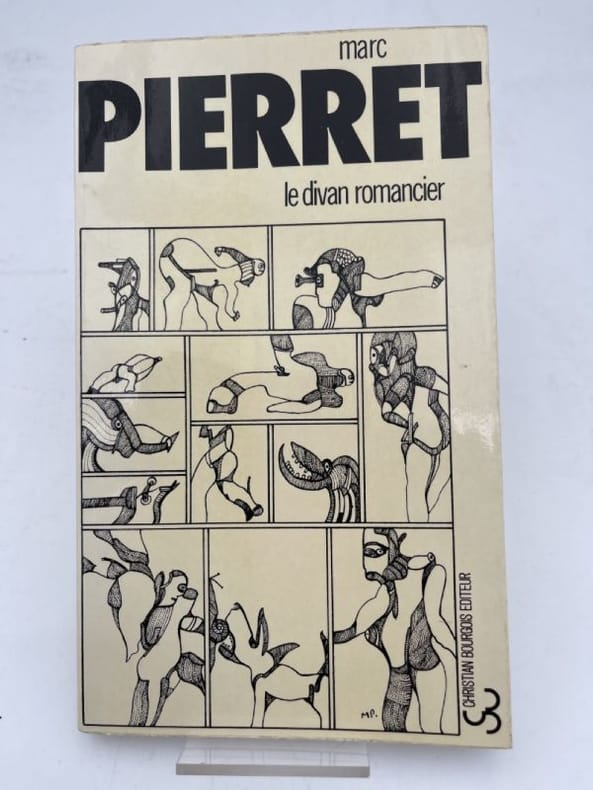 marc
PIERRET
le divan romancier
MP.
CHRISTIAN BOURGOIS EDITEUR